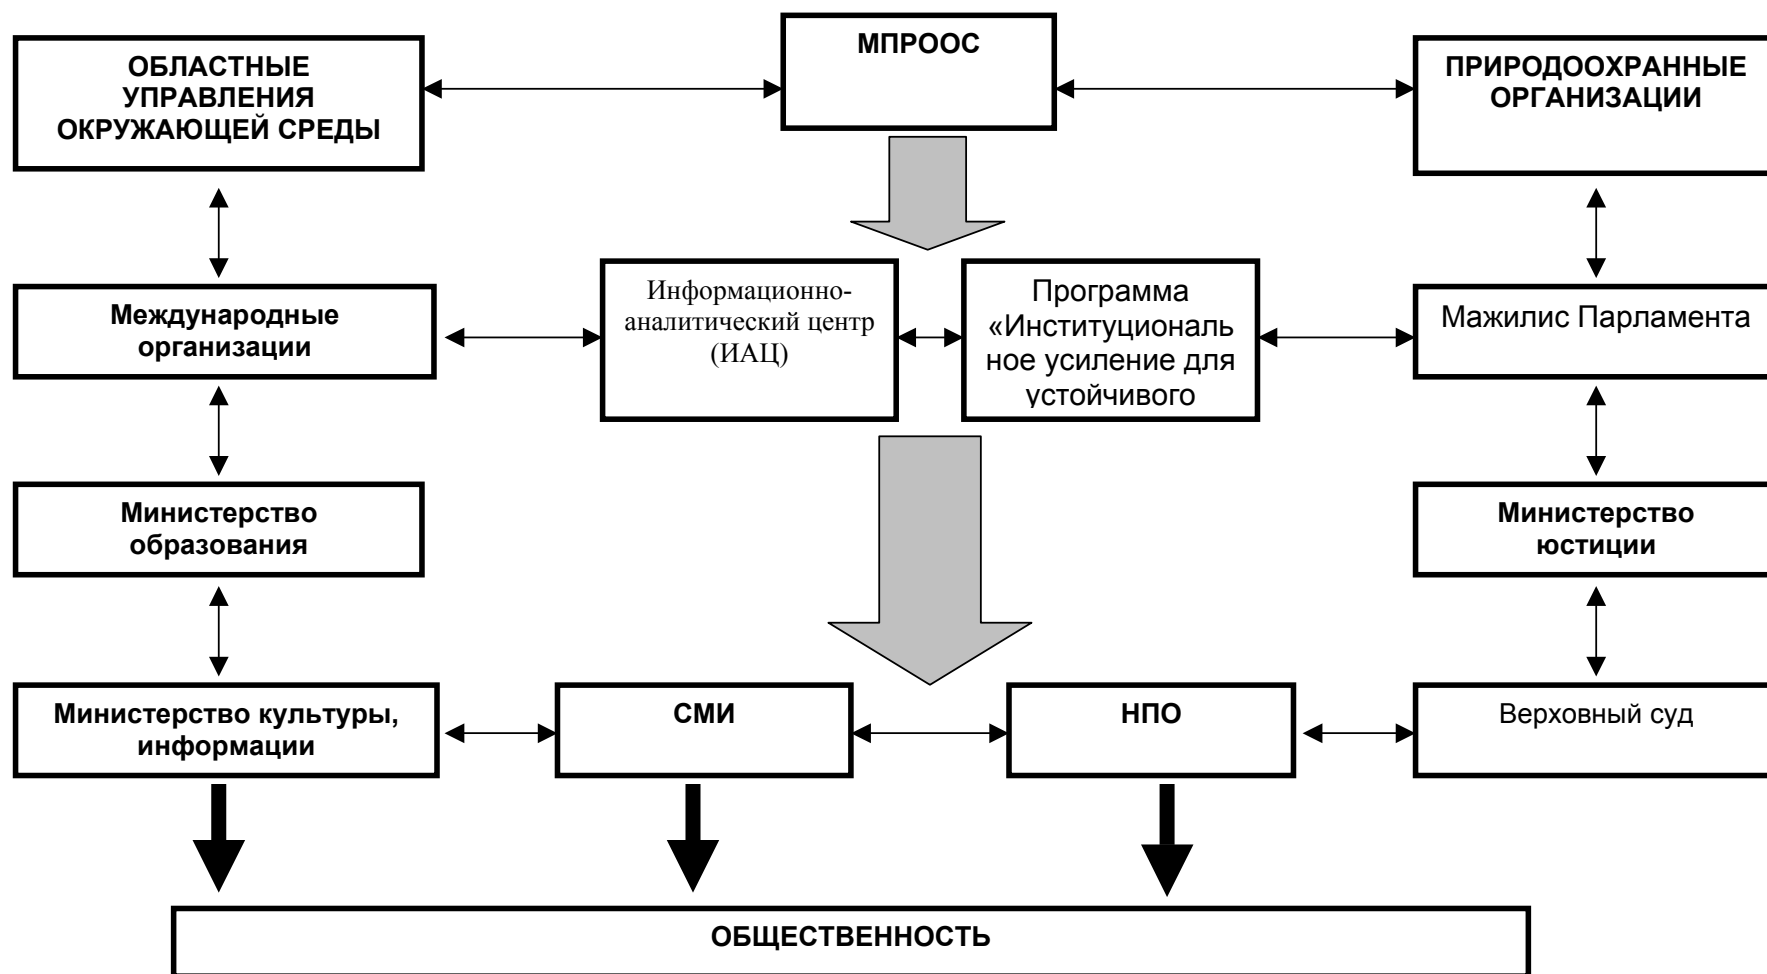 МПРООС
ОБЛАСТНЫЕ
УПРАВЛЕНИЯ
ОКРУЖАЮЩЕЙ СРЕДЫ
ПРИРОДООХРАННЫЕ
ОРГАНИЗАЦИИ
Международные
организации
Информационно-
аналитический центр
(ИАЦ)
Программа
«Институциональ
ное усиление для
устойчивого
Мажилис Парламента
Министерство
образования
Министерство
юстиции
Министерство культуры,
информации
СМИ
НПО
Верховный суд
ОБЩЕСТВЕННОСТЬ